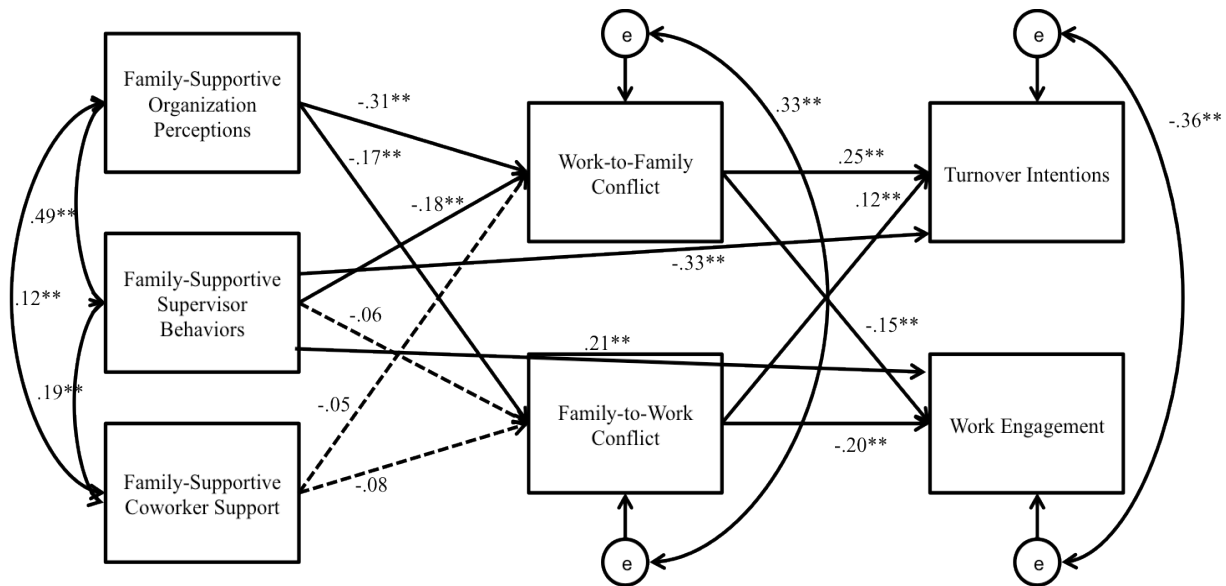 e
e
Family-Supportive
Organization
Perceptions
-.31**
.33**
-.36**
-.17**
Work-to-Family
Conflict
.25**
Turnover Intentions
.12**
-.18**
.49**
-.33**
Family-Supportive
Supervisor
Behaviors
.12**
-.06
-.15**
.21**
.19**
-.05
Family-to-Work
Conflict
-.20**
Work Engagement
Family-Supportive
Coworker Support
-.08
e
e